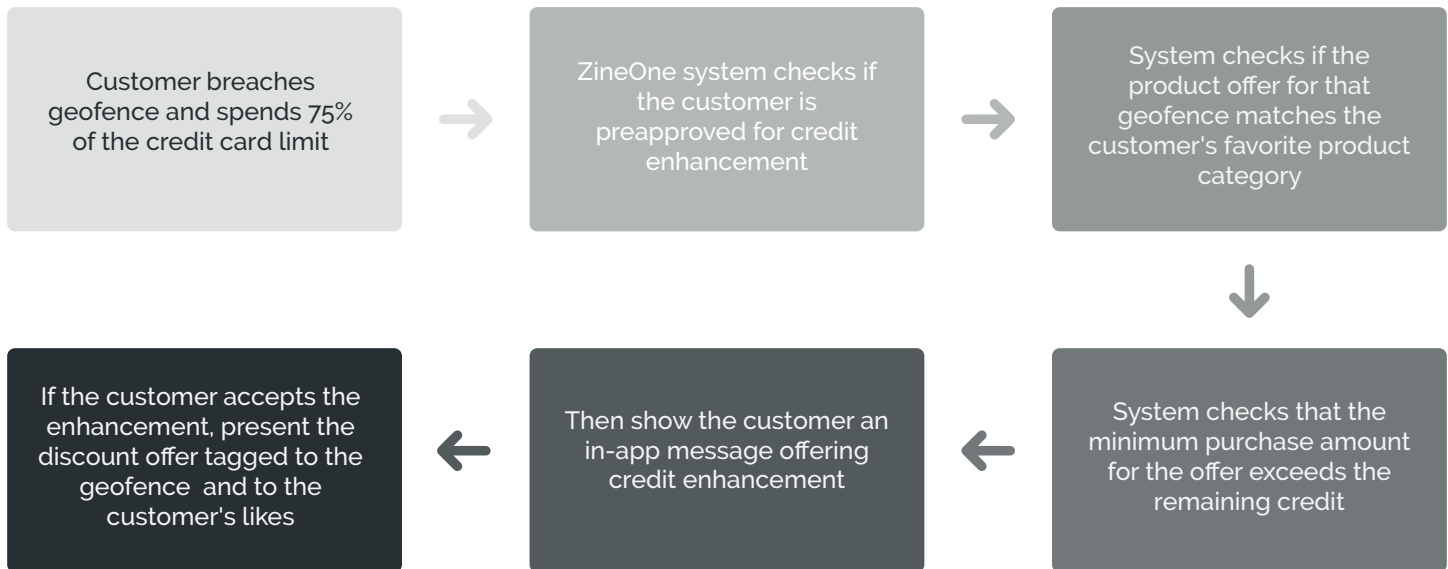 Customer breaches
geofence and spends 75%
of the credit card limit
ZineOne system checks if
the customer is
preapproved for credit
enhancement
System checks if the
product offer for that
geofence matches the
customer's favorite product
category
System checks that the
minimum purchase amount
for the offer exceeds the
remaining credit
Then show the customer an
in-app message offering
credit enhancement
If the customer accepts the
enhancement, present the
discount offer tagged to the
geofence  and to the
customer's likes